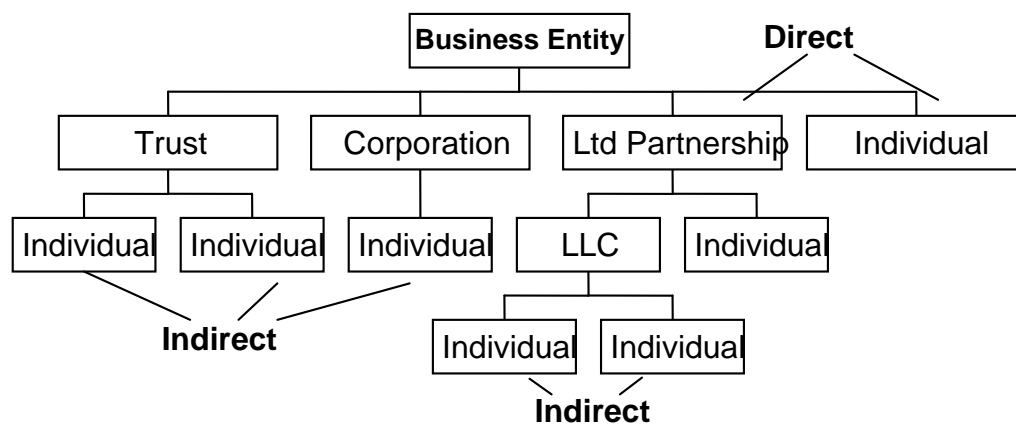 Business Entity
Direct
Trust
Corporation
Ltd Partnership
Individual
Individual
Individual
Individual
LLC
Individual
Indirect
Individual
Individual
Indirect